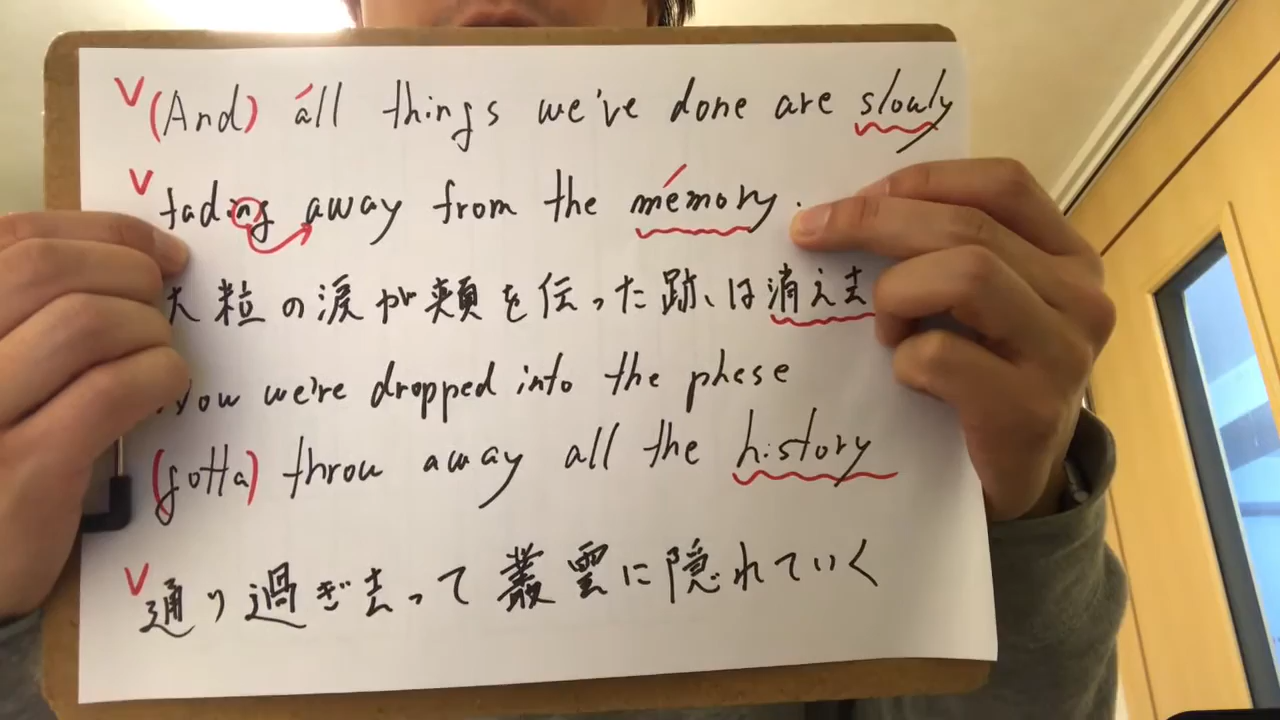 (And) all things we've done are slowly
fading away from the memory.
大粒の涙が頬を伝った跡、は消え去
Now we're dropped into the phese
(gotta) throw away all the history
通り過ぎ去って叢雲に隠れていく